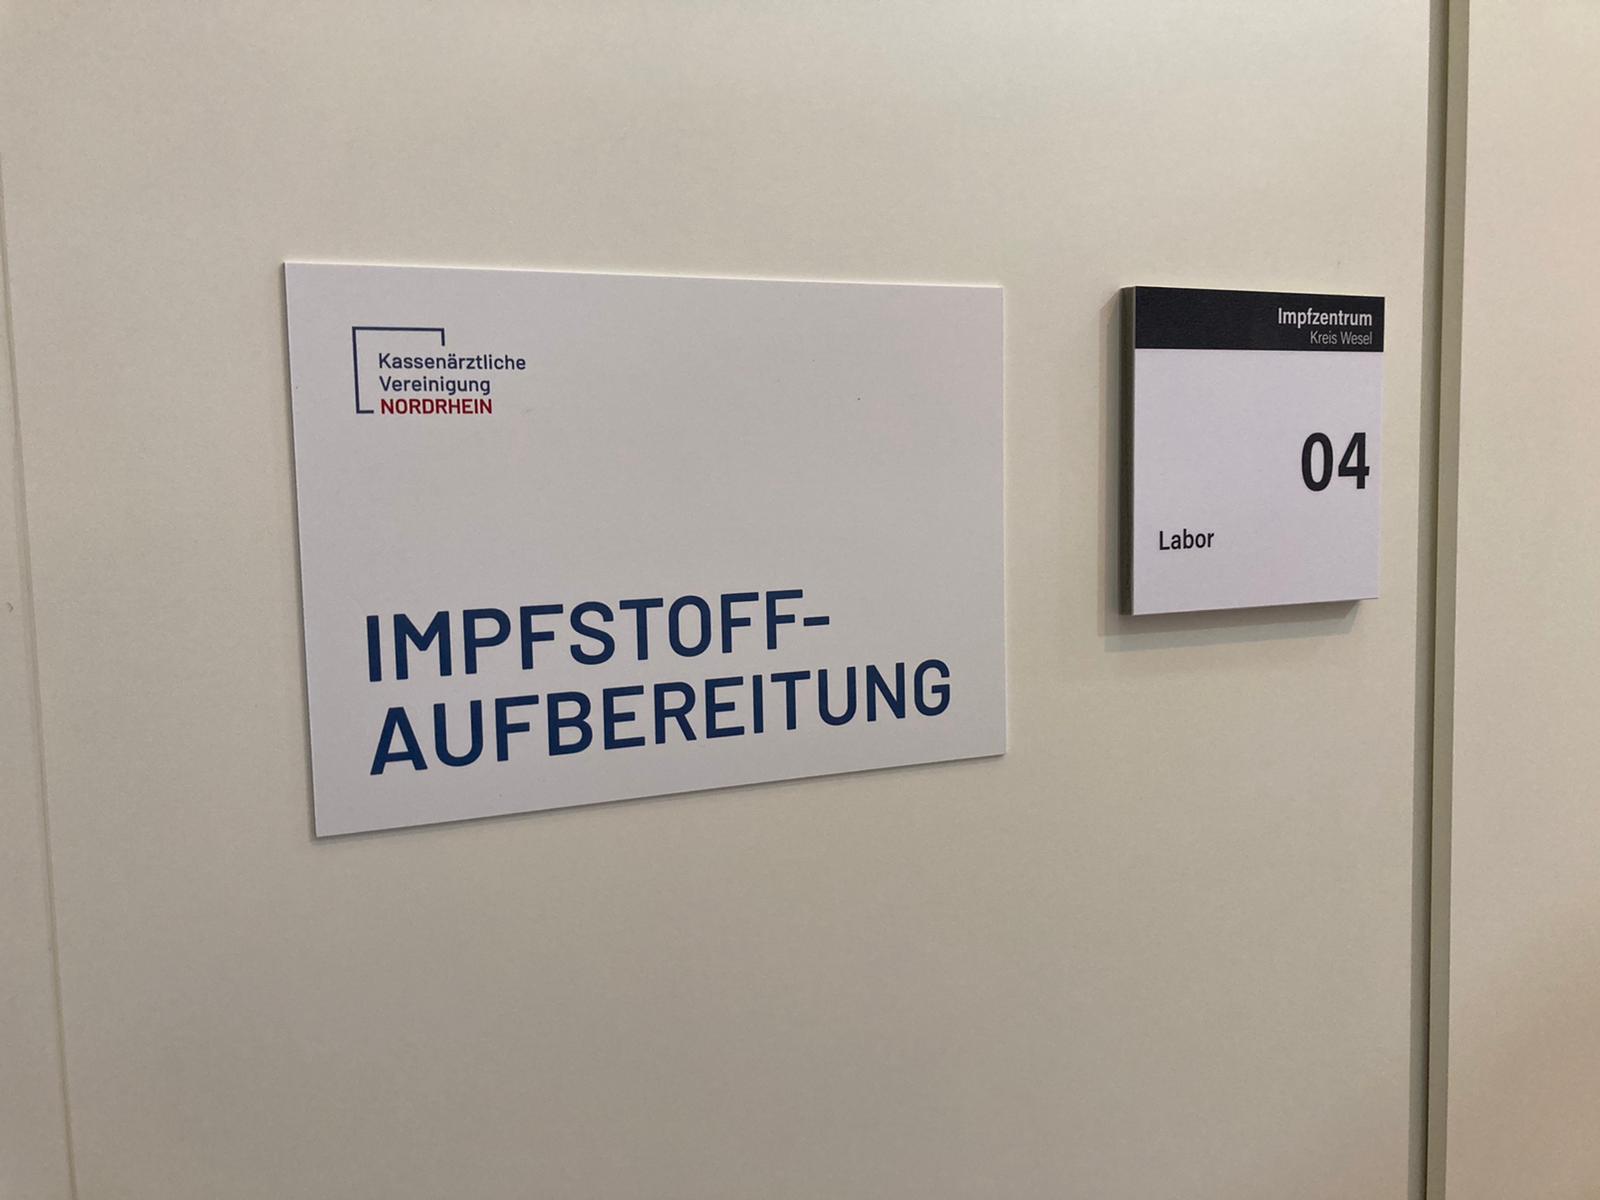 Kassenärztliche
Vereinigung
NORDRHEIN
IMPFSTOFF-
AUFBEREITUNG
Impfzentrum
Kreis Wesel
04
Labor